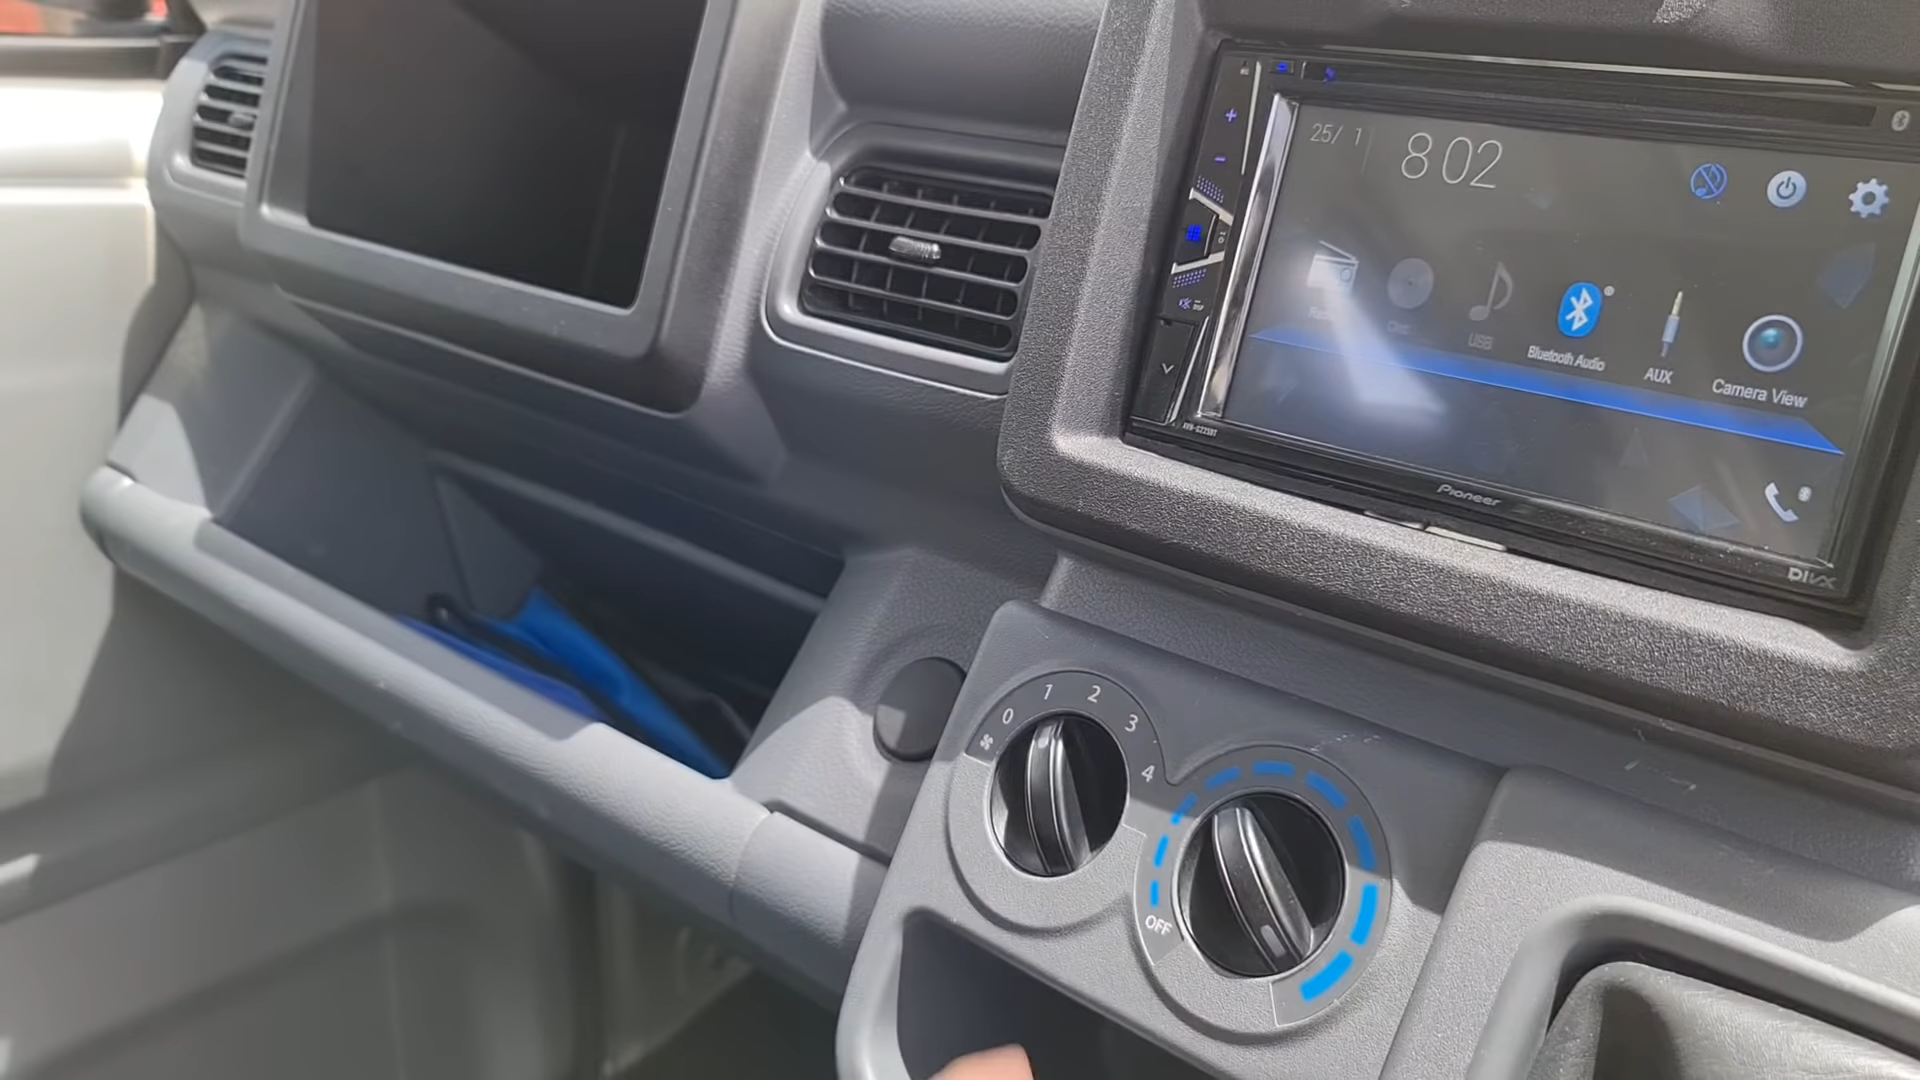 25/ 1
8 02
USB
Bluetooth Audio
AUX
Camera View
Pioneer
DIVX
0 1 2 3 4
OFF